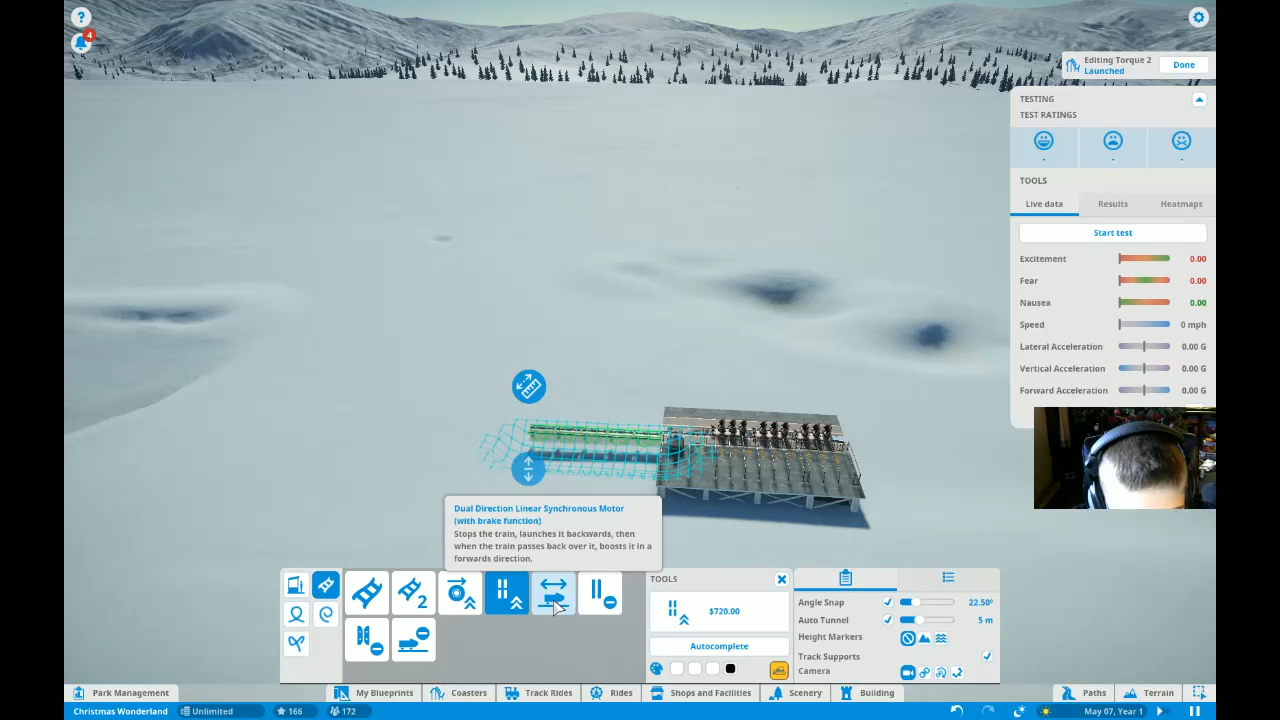 ?
4
Editing Torque 2
Launched
Done
TESTING
TEST RATINGS
-
-
-
TOOLS
Live data
Results
Heatmaps
Start test
Excitement
0.00
Fear
0.00
Nausea
0.00
Speed
0 mph
Lateral Acceleration
0.00 G
Vertical Acceleration
0.00 G
Forward Acceleration
0.00 G
Dual Direction Linear Synchronous Motor
(with brake function)
Stops the train, launches it backwards, then
when the train passes back over it, boosts it in a
forwards direction.
2
TOOLS
$720.00
Autocomplete
Angle Snap
22.50º
Auto Tunnel
5 m
Height Markers
Track Supports
Camera
Park Management
My Blueprints
Coasters
Track Rides
Rides
Shops and Facilities
Scenery
Building
Paths
Terrain
Christmas Wonderland
Unlimited
166
172
May 07, Year 1